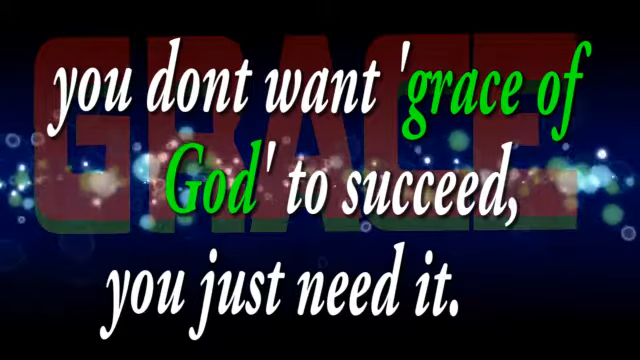 GRACE
you dont want 'grace of
God' to succeed,
you just need it.